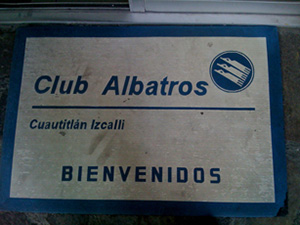 Club Albatros
Cuautitlán Izcalli
BIENVENIDOS